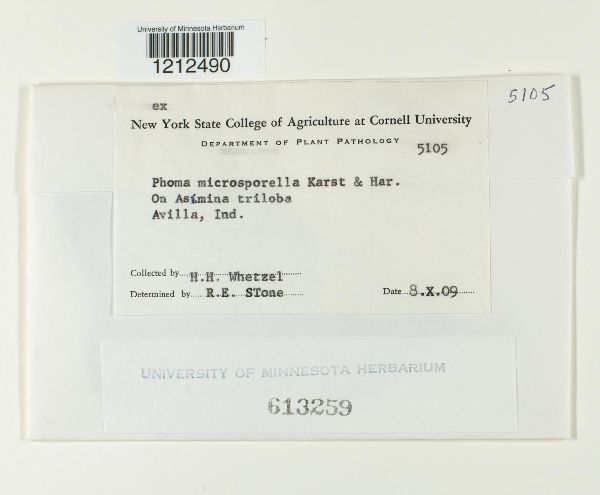 University of Minnesota Herbarium
1212490
5105
ex
New York State College of Agriculture at Cornell University
DEPARTMENT OF PLANT PATHOLOGY
5105
Phoma microsporella Karst & Har.
On Asimina triloba
Avilla, Ind.
Collected by....H.H. Whetzel........
Determined by.....R.E. STone........
Date...8.X.09.......
UNIVERSITY OF MINNESOTA HERBARIUM
613259